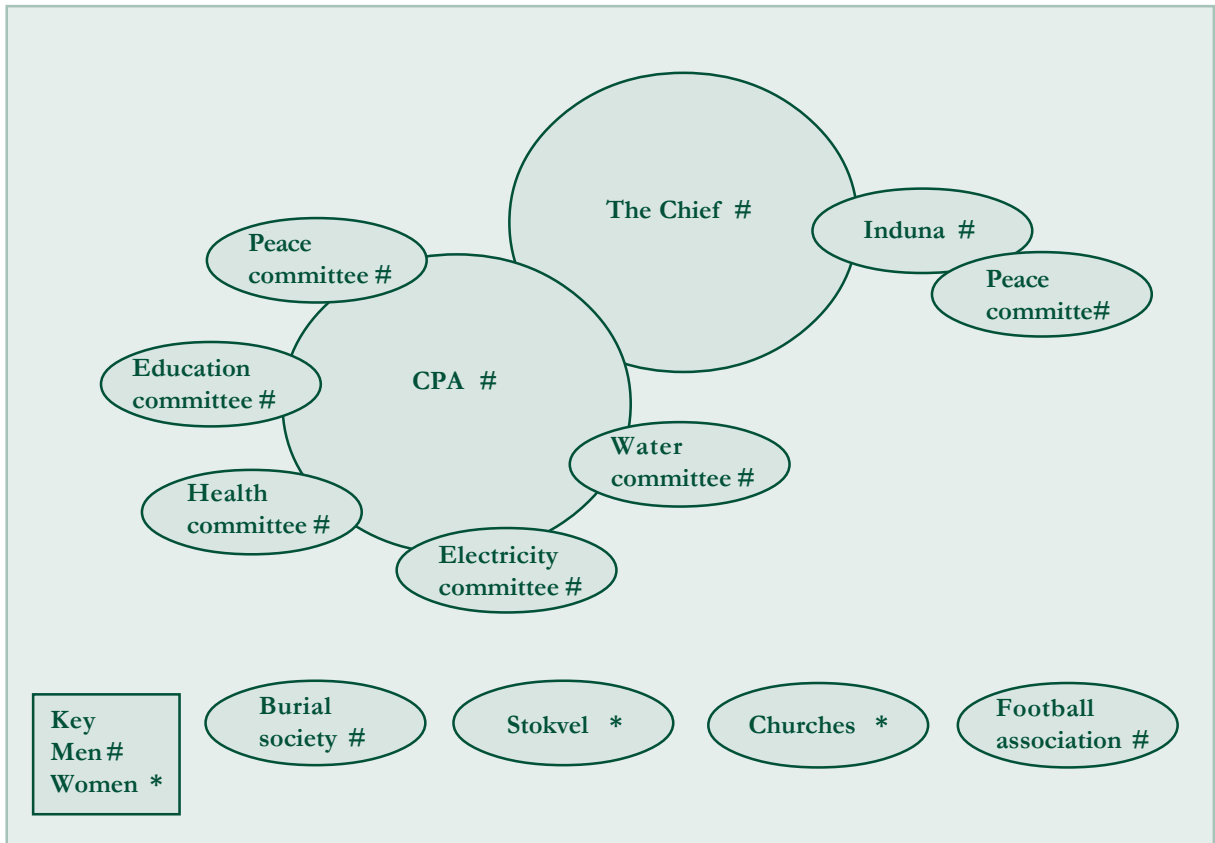 The Chief #
Induna #
Peace
committee #
Peace
committe#
Education
committee #
CPA #
Water
committee #
Health
committee #
Electricity
committee #
Key
Men #
Women *
Burial
society #
Stokvel *
Churches *
Football
association #